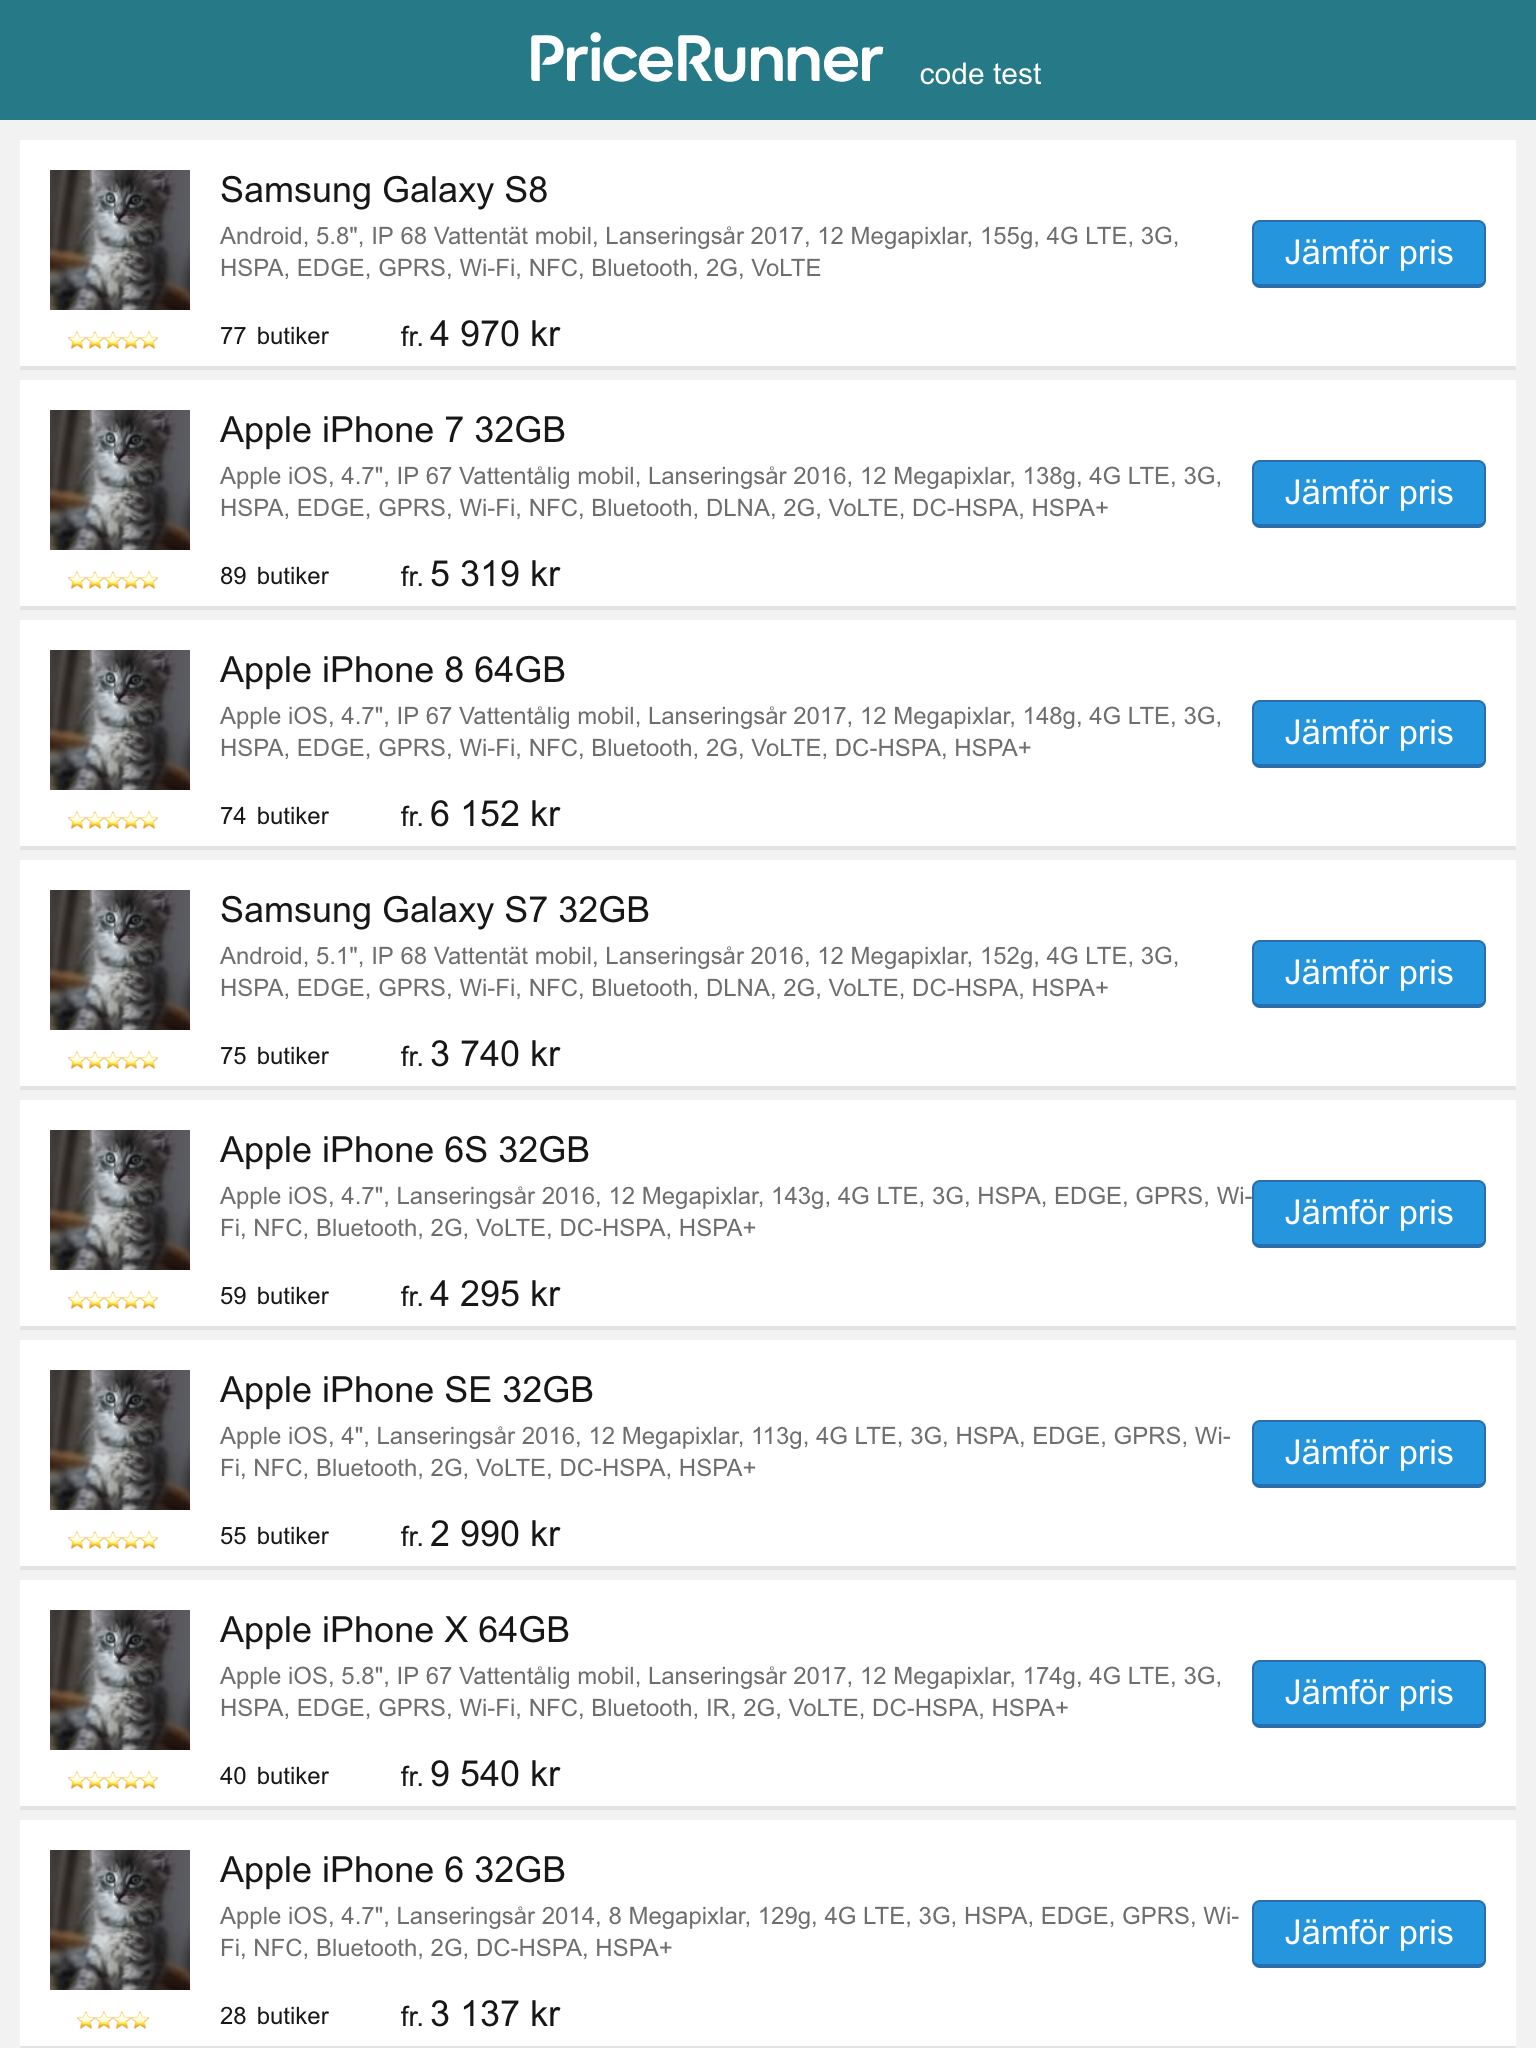 PriceRunner code test
Samsung Galaxy S8
Android, 5.8", IP 68 Vattentät mobil, Lanseringsår 2017, 12 Megapixlar, 155g, 4G LTE, 3G,
HSPA, EDGE, GPRS, Wi-Fi, NFC, Bluetooth, 2G, VoLTE
Jämför pris
77 butiker fr. 4 970 kr
Apple iPhone 7 32GB
Apple iOS, 4.7", IP 67 Vattentålig mobil, Lanseringsår 2016, 12 Megapixlar, 138g, 4G LTE, 3G,
HSPA, EDGE, GPRS, Wi-Fi, NFC, Bluetooth, DLNA, 2G, VoLTE, DC-HSPA, HSPA+
Jämför pris
89 butiker fr. 5 319 kr
Apple iPhone 8 64GB
Apple iOS, 4.7", IP 67 Vattentålig mobil, Lanseringsår 2017, 12 Megapixlar, 148g, 4G LTE, 3G,
HSPA, EDGE, GPRS, Wi-Fi, NFC, Bluetooth, 2G, VoLTE, DC-HSPA, HSPA+
Jämför pris
74 butiker fr. 6 152 kr
Samsung Galaxy S7 32GB
Android, 5.1", IP 68 Vattentät mobil, Lanseringsår 2016, 12 Megapixlar, 152g, 4G LTE, 3G,
HSPA, EDGE, GPRS, Wi-Fi, NFC, Bluetooth, DLNA, 2G, VoLTE, DC-HSPA, HSPA+
Jämför pris
75 butiker fr. 3 740 kr
Apple iPhone 6S 32GB
Apple iOS, 4.7", Lanseringsår 2016, 12 Megapixlar, 143g, 4G LTE, 3G, HSPA, EDGE, GPRS, Wi-
Fi, NFC, Bluetooth, 2G, VoLTE, DC-HSPA, HSPA+
Jämför pris
59 butiker fr. 4 295 kr
Apple iPhone SE 32GB
Apple iOS, 4", Lanseringsår 2016, 12 Megapixlar, 113g, 4G LTE, 3G, HSPA, EDGE, GPRS, Wi-
Fi, NFC, Bluetooth, 2G, VoLTE, DC-HSPA, HSPA+
Jämför pris
55 butiker fr. 2 990 kr
Apple iPhone X 64GB
Apple iOS, 5.8", IP 67 Vattentålig mobil, Lanseringsår 2017, 12 Megapixlar, 174g, 4G LTE, 3G,
HSPA, EDGE, GPRS, Wi-Fi, NFC, Bluetooth, IR, 2G, VoLTE, DC-HSPA, HSPA+
Jämför pris
40 butiker fr. 9 540 kr
Apple iPhone 6 32GB
Apple iOS, 4.7", Lanseringsår 2014, 8 Megapixlar, 129g, 4G LTE, 3G, HSPA, EDGE, GPRS, Wi-
Fi, NFC, Bluetooth, 2G, DC-HSPA, HSPA+
Jämför pris
28 butiker fr. 3 137 kr